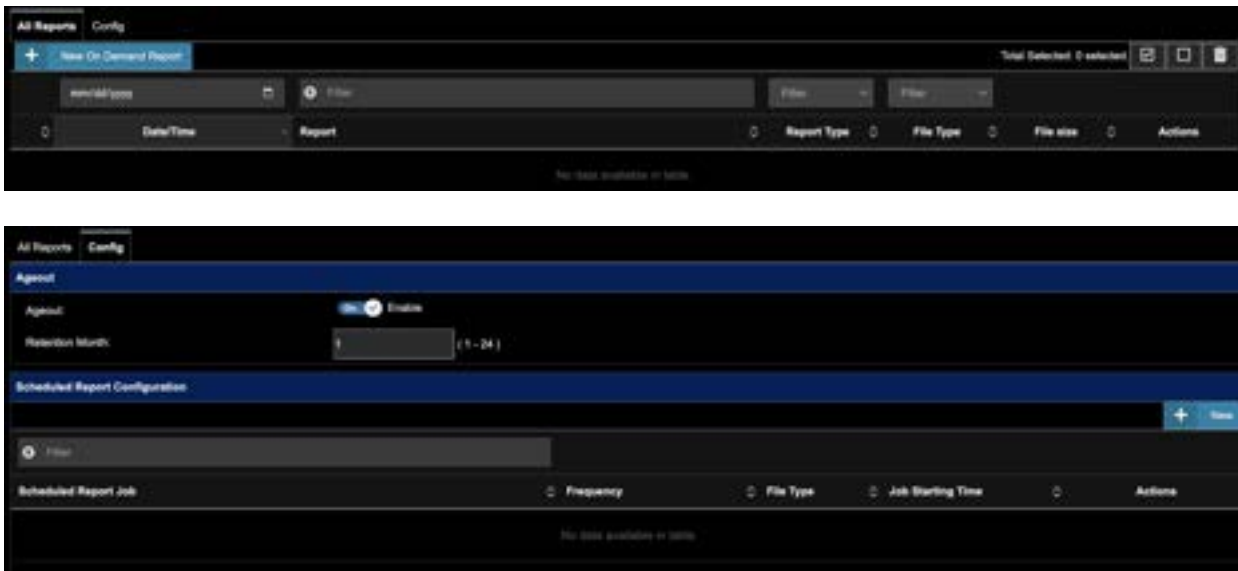 All Reports Config
+ New On Demand Report Total Selected: 0 selected
mm/dd/yyyy Filter Filter Filter
Date/Time Report Report Type File Type File size Actions
No data available in table
All Reports Config
Ageout
Ageout: On Enable
Retention Month: 1 ( 1 - 24 )
Scheduled Report Configuration
+ New
Filter
Scheduled Report Job Frequency File Type Job Starting Time Actions
No data available in table